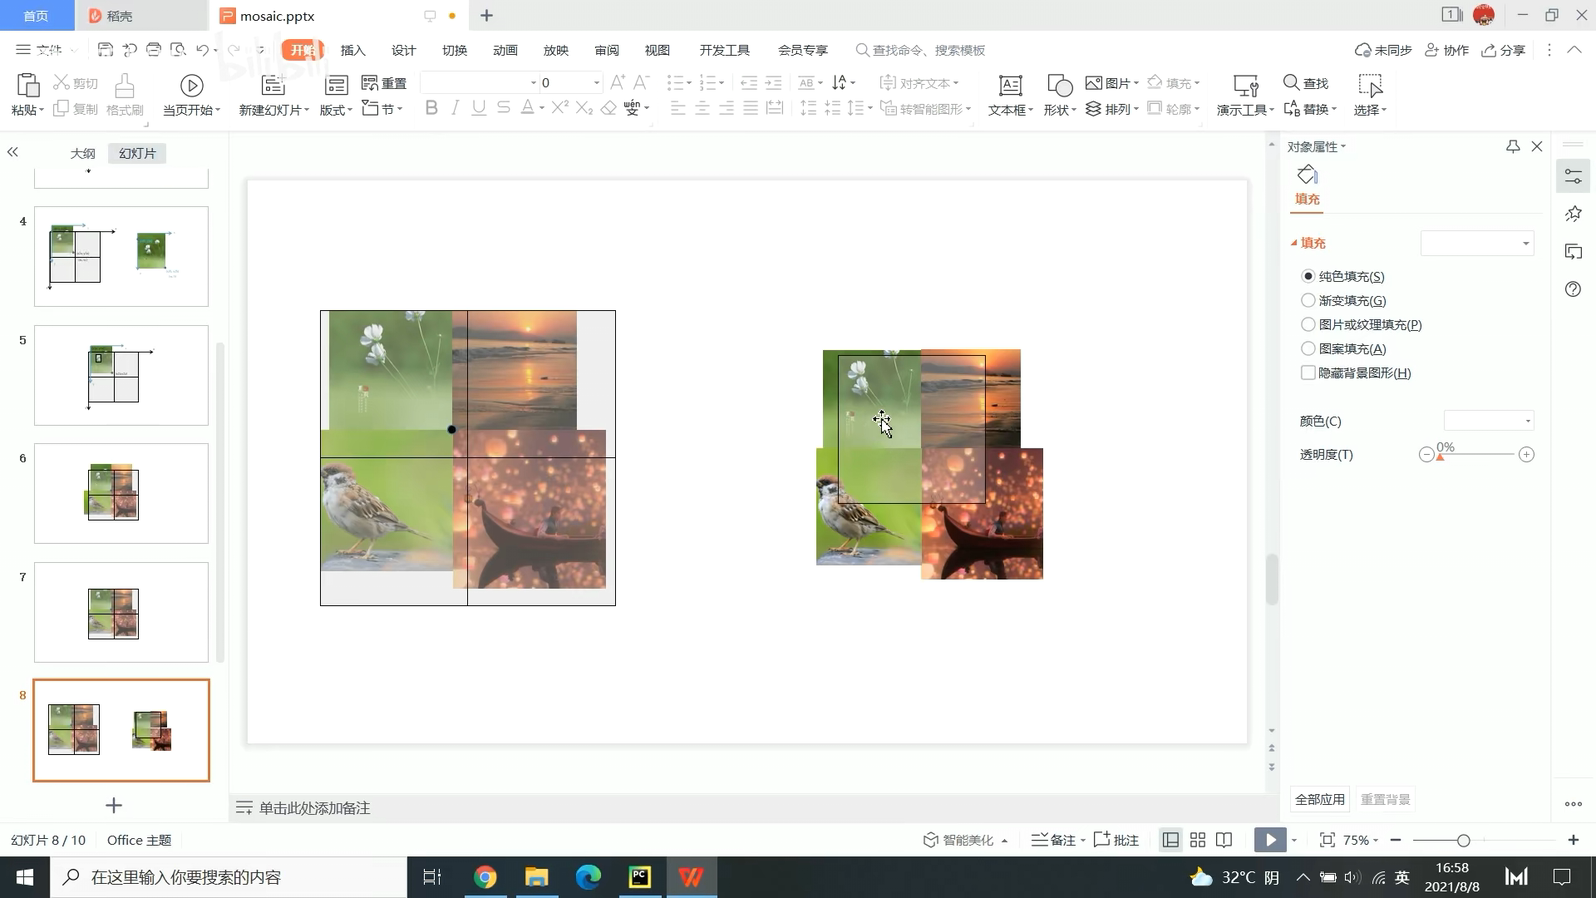 首页
稻壳
mosaic.pptx
文件
开始
插入
设计
切换
动画
放映
审阅
视图
开发工具
会员专享
查找命令、搜索模板
未同步
协作
分享
粘贴
剪切
复制
格式刷
当页开始
新建幻灯片
版式
重置
节
0
对齐文本
转智能图形
文本框
形状
图片
排列
填充
轮廓
演示工具
查找
替换
选择
bilibili
大纲
幻灯片
4
5
6
7
8
对象属性
填充
填充
纯色填充(S)
渐变填充(G)
图片或纹理填充(P)
图案填充(A)
隐藏背景图形(H)
颜色(C)
透明度(T)
0%
全部应用
重置背景
单击此处添加备注
幻灯片 8 / 10
Office 主题
智能美化
备注
批注
75%
在这里输入你要搜索的内容
PC
32°C 阴
英
16:58
2021/8/8